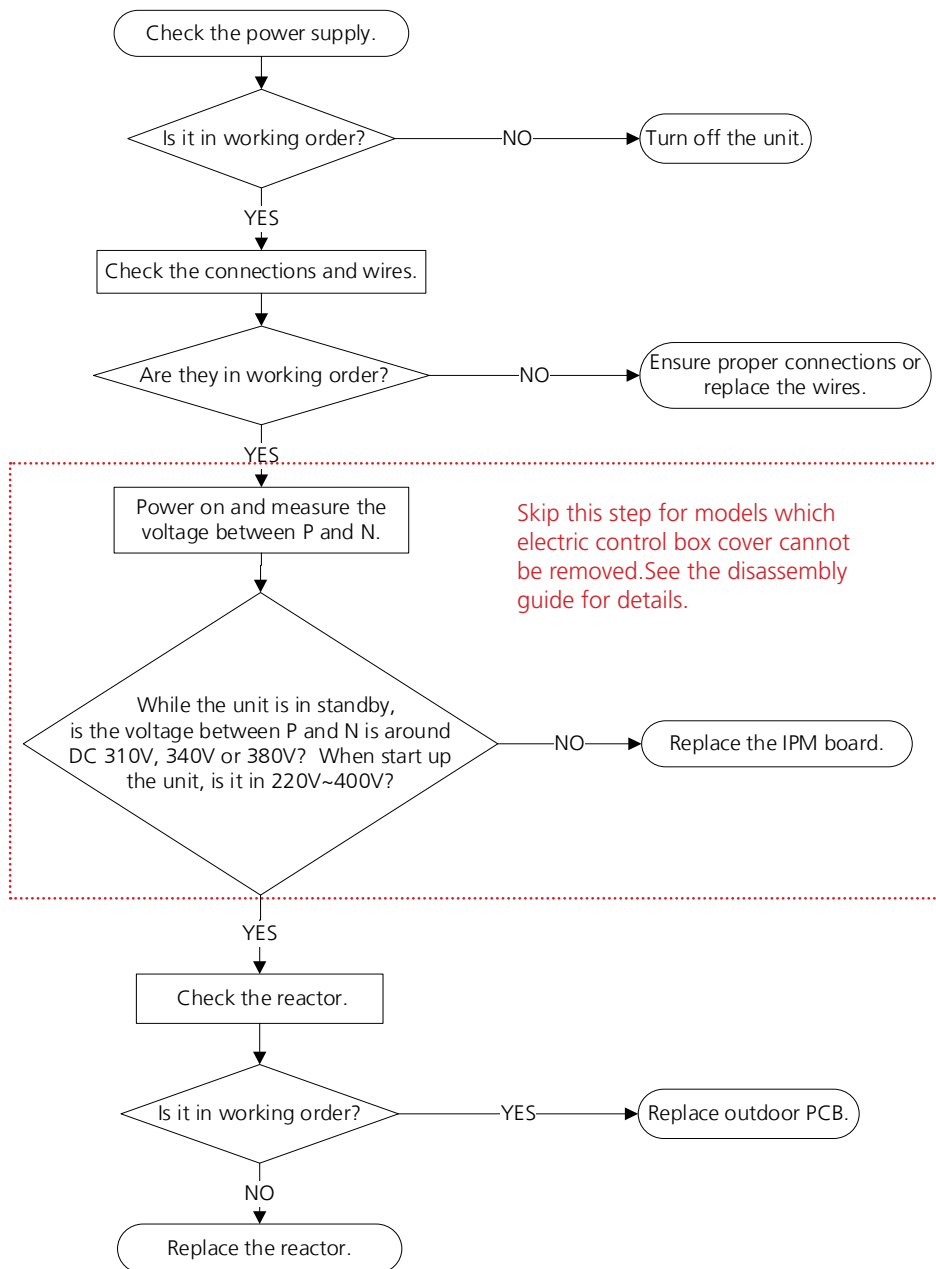 Check the power supply.
Is it in working order?
NO
Turn off the unit.
YES
Check the connections and wires.
Are they in working order?
NO
Ensure proper connections or
replace the wires.
YES
Power on and measure the
voltage between P and N.
Skip this step for models which
electric control box cover cannot
be removed.See the disassembly
guide for details.
While the unit is in standby,
is the voltage between P and N is around
DC 310V, 340V or 380V? When start up
the unit, is it in 220V~400V?
NO
Replace the IPM board.
YES
Check the reactor.
Is it in working order?
YES
Replace outdoor PCB.
NO
Replace the reactor.